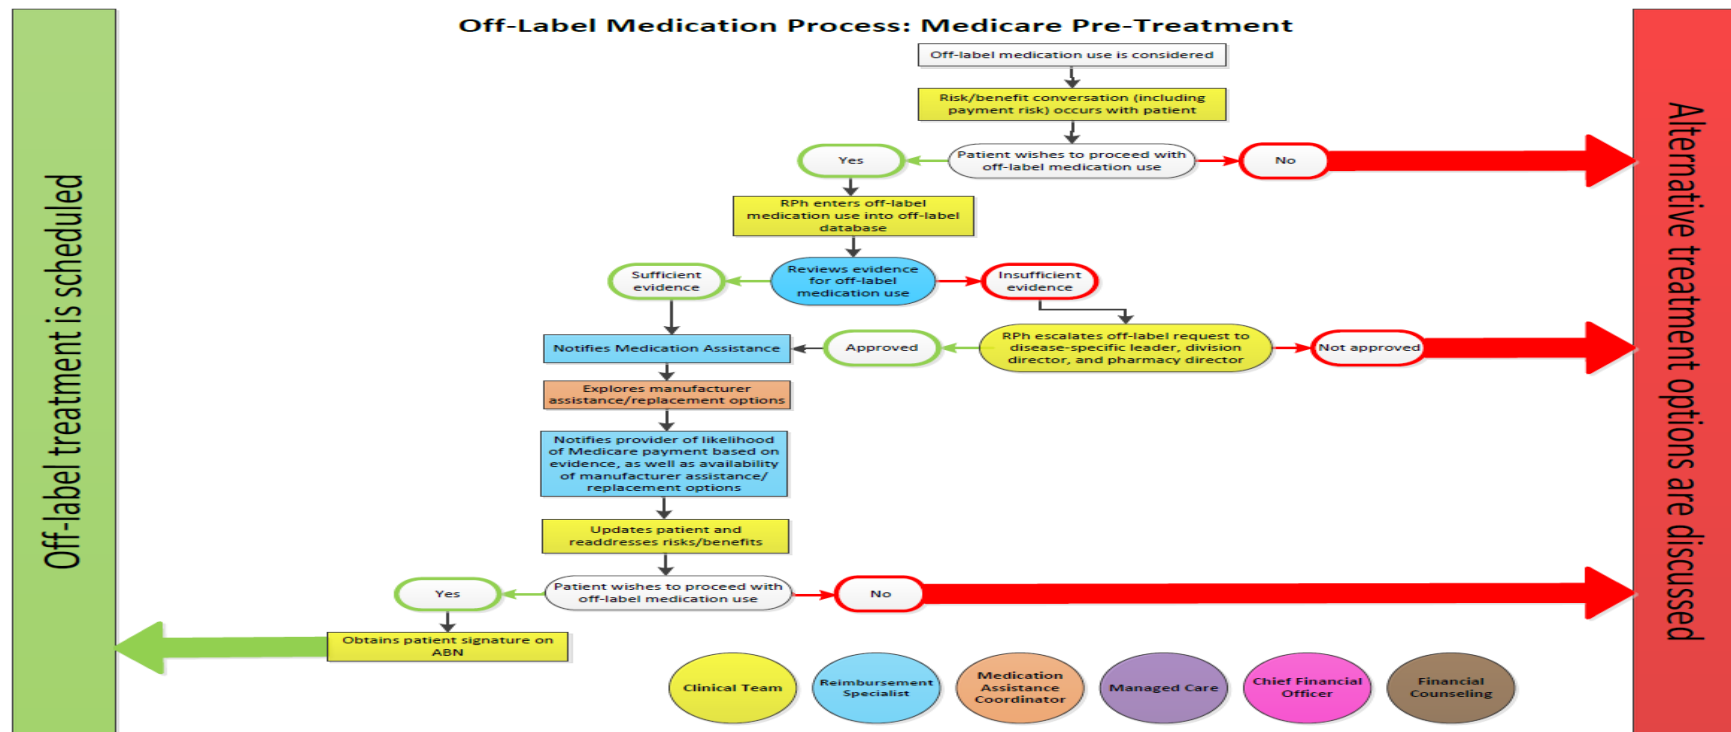 Off-Label Medication Process: Medicare Pre-Treatment
Off-label medication use is considered
Risk/benefit conversation (including
payment risk) occurs with patient
Yes
Patient wishes to proceed with
off-label medication use
No
RPh enters off-label
medication use into off-label
database
Sufficient
evidence
Reviews evidence
for off-label
medication use
Insufficient
evidence
Notifies Medication Assistance
Approved
RPh escalates off-label request to
disease-specific leader, division
director, and pharmacy director
Not approved
Explores manufacturer
assistance/replacement options
Notifies provider of likelihood
of Medicare payment based on
evidence, as well as availability
of manufacturer assistance/
replacement options
Updates patient and
readdresses risks/benefits
Yes
Patient wishes to proceed with
off-label medication use
No
Obtains patient signature on
ABN
Off-label treatment is scheduled
Alternative treatment options are discussed
Clinical Team
Reimbursement
Specialist
Medication
Assistance
Coordinator
Managed Care
Chief Financial
Officer
Financial
Counseling